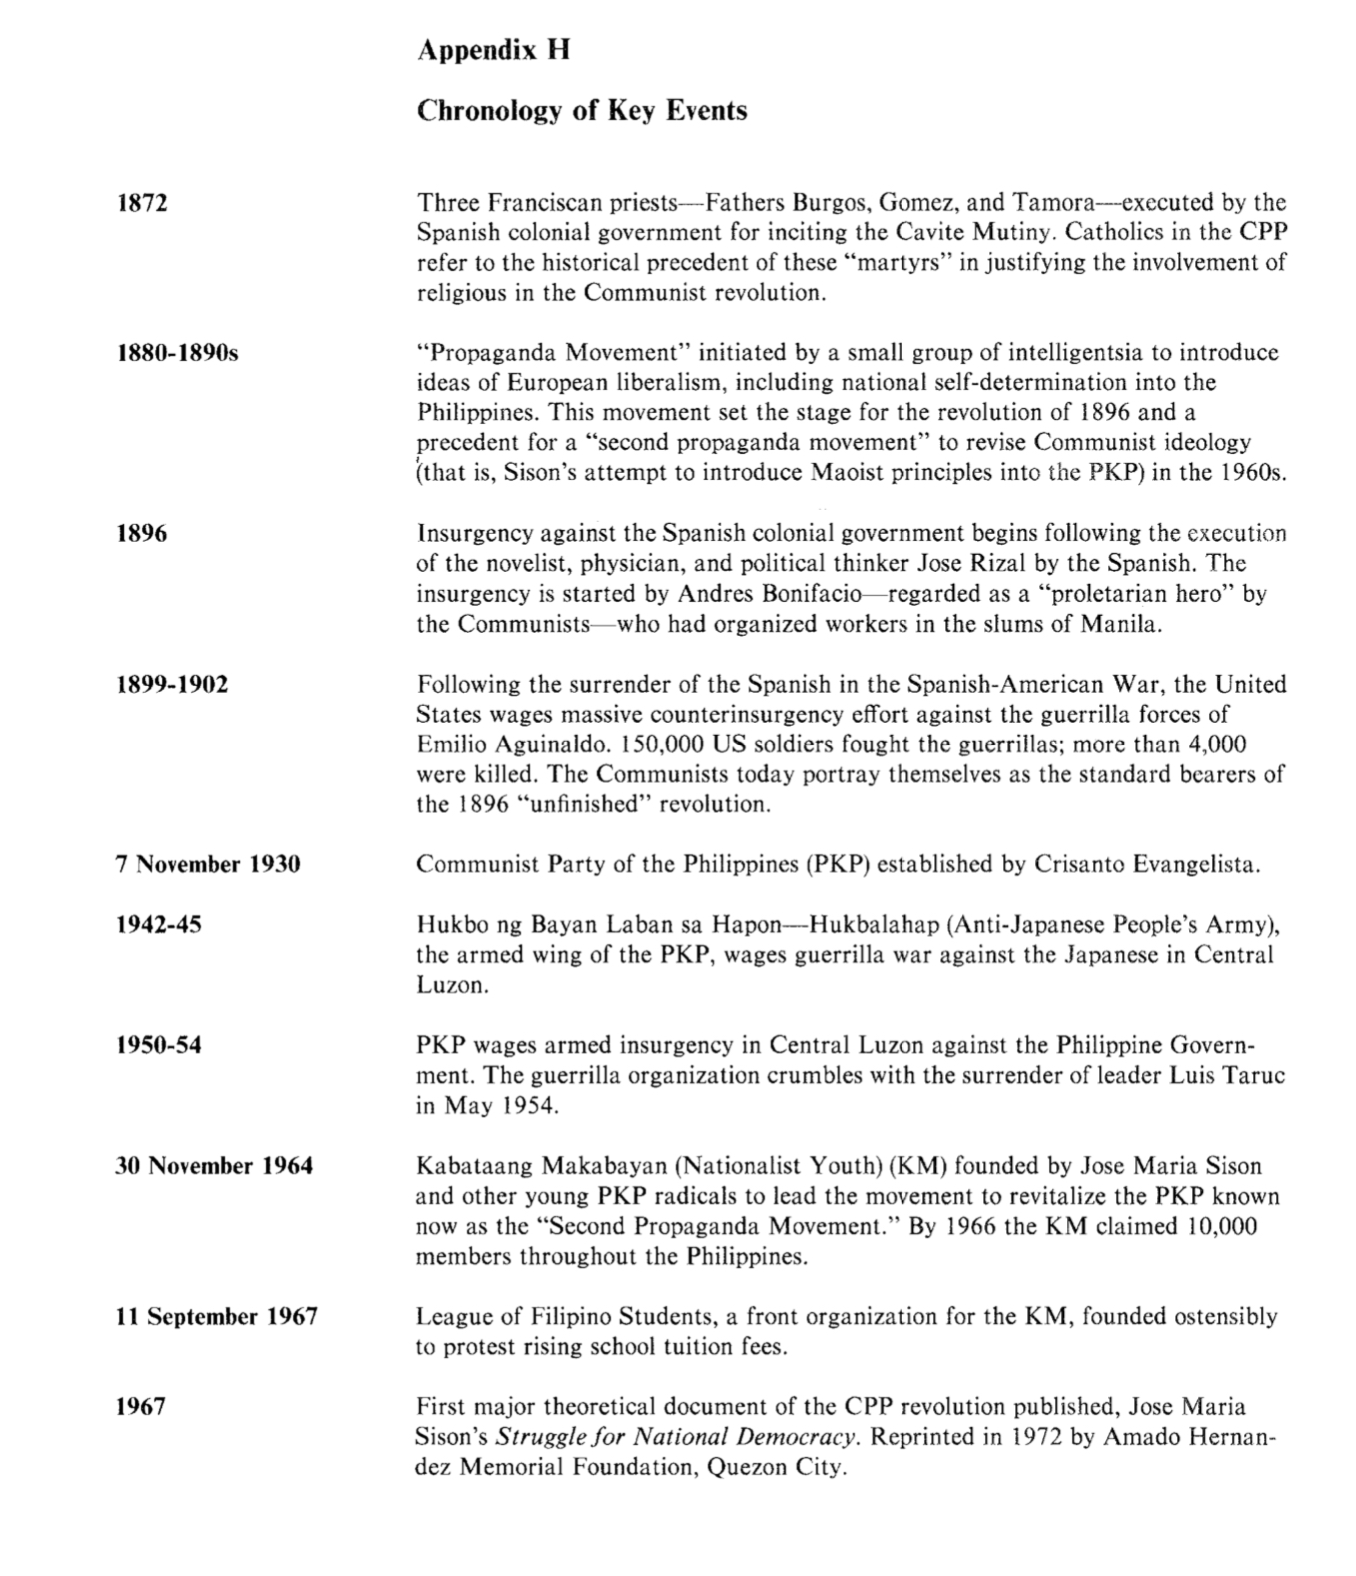 Appendix H
Chronology of Key Events
1872
Three Franciscan priests—Fathers Burgos, Gomez, and Tamora—executed by the
Spanish colonial government for inciting the Cavite Mutiny. Catholics in the CPP
refer to the historical precedent of these “martyrs” in justifying the involvement of
religious in the Communist revolution.
1880-1890s
“Propaganda Movement” initiated by a small group of intelligentsia to introduce
ideas of European liberalism, including national self-determination into the
Philippines. This movement set the stage for the revolution of 1896 and a
precedent for a “second propaganda movement” to revise Communist ideology
(that is, Sison’s attempt to introduce Maoist principles into the PKP) in the 1960s.
1896
Insurgency against the Spanish colonial government begins following the execution
of the novelist, physician, and political thinker Jose Rizal by the Spanish. The
insurgency is started by Andres Bonifacio—regarded as a “proletarian hero” by
the Communists—who had organized workers in the slums of Manila.
1899-1902
Following the surrender of the Spanish in the Spanish-American War, the United
States wages massive counterinsurgency effort against the guerrilla forces of
Emilio Aguinaldo. 150,000 US soldiers fought the guerrillas; more than 4,000
were killed. The Communists today portray themselves as the standard bearers of
the 1896 “unfinished” revolution.
7 November 1930
Communist Party of the Philippines (PKP) established by Crisanto Evangelista.
1942-45
Hukbo ng Bayan Laban sa Hapon—Hukbalahap (Anti-Japanese People’s Army),
the armed wing of the PKP, wages guerrilla war against the Japanese in Central
Luzon.
1950-54
PKP wages armed insurgency in Central Luzon against the Philippine Govern-
ment. The guerrilla organization crumbles with the surrender of leader Luis Taruc
in May 1954.
30 November 1964
Kabataang Makabayan (Nationalist Youth) (KM) founded by Jose Maria Sison
and other young PKP radicals to lead the movement to revitalize the PKP known
now as the “Second Propaganda Movement.” By 1966 the KM claimed 10,000
members throughout the Philippines.
11 September 1967
League of Filipino Students, a front organization for the KM, founded ostensibly
to protest rising school tuition fees.
1967
First major theoretical document of the CPP revolution published, Jose Maria
Sison’s Struggle for National Democracy. Reprinted in 1972 by Amado Hernan-
dez Memorial Foundation, Quezon City.